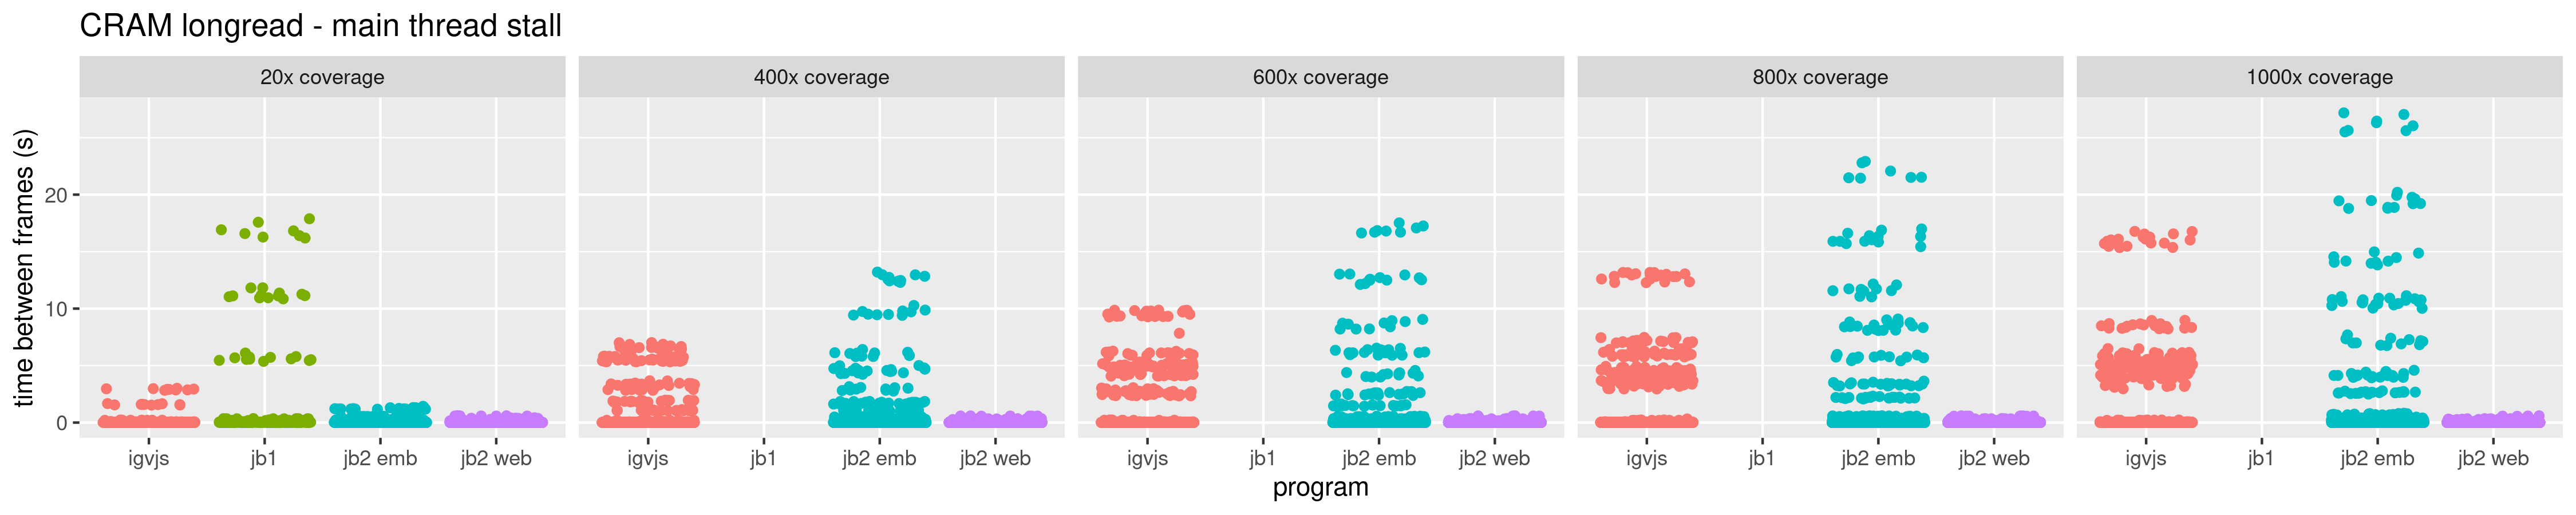 CRAM longread - main thread stall
20x coverage
400x coverage
600x coverage
800x coverage
1000x coverage
time between frames (s)
20
10
0
igvjs jb1 jb2 emb jb2 web
igvjs jb1 jb2 emb jb2 web
igvjs jb1 jb2 emb jb2 web
igvjs jb1 jb2 emb jb2 web
igvjs jb1 jb2 emb jb2 web
program